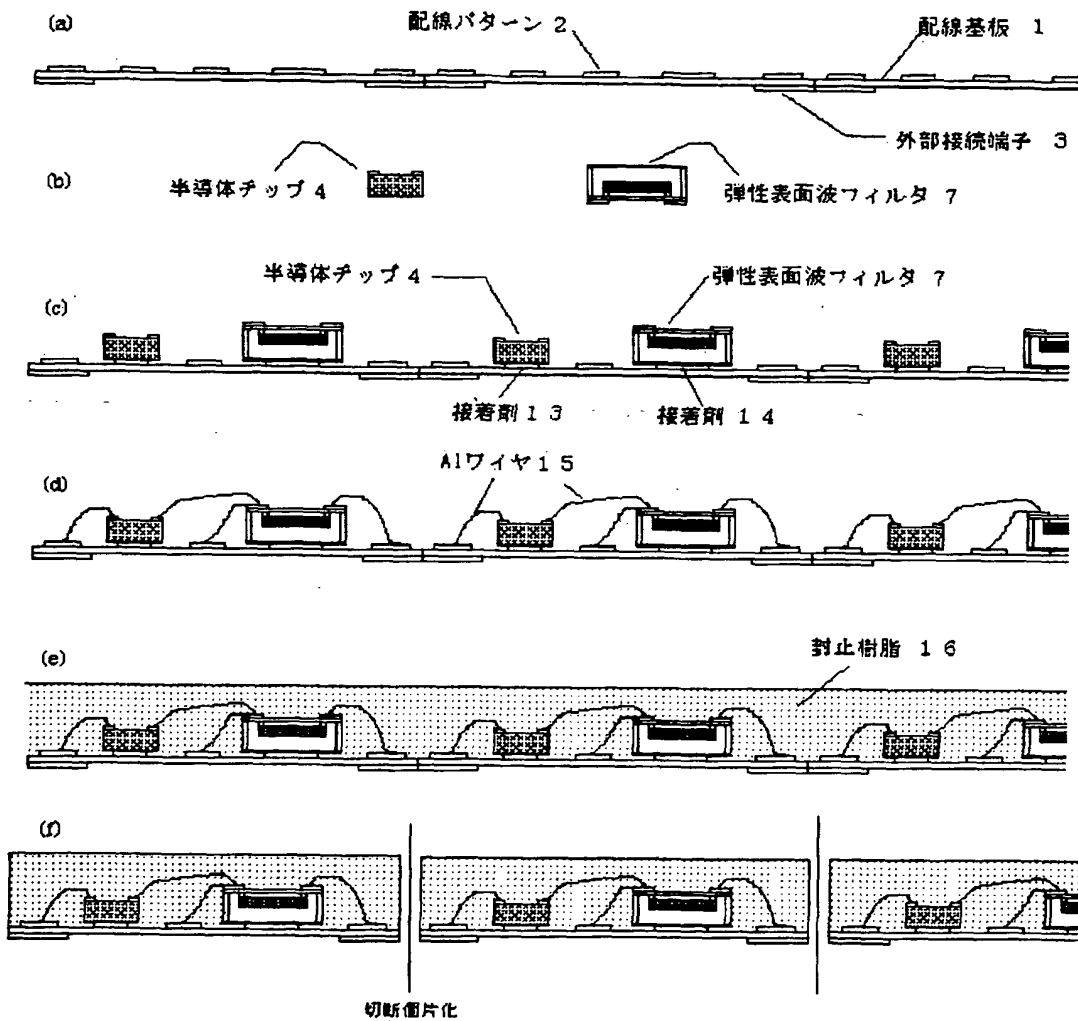 (a)
配線パターン 2
配線基板 1
外部接続端子 3
(b)
半導体チップ 4
弾性表面波フィルタ 7
(c)
半導体チップ 4
弾性表面波フィルタ 7
接着剤 1 3
接着剤 1 4
(d)
Alワイヤ 1 5
(e)
封止樹脂 1 6
(f)
切断個片化